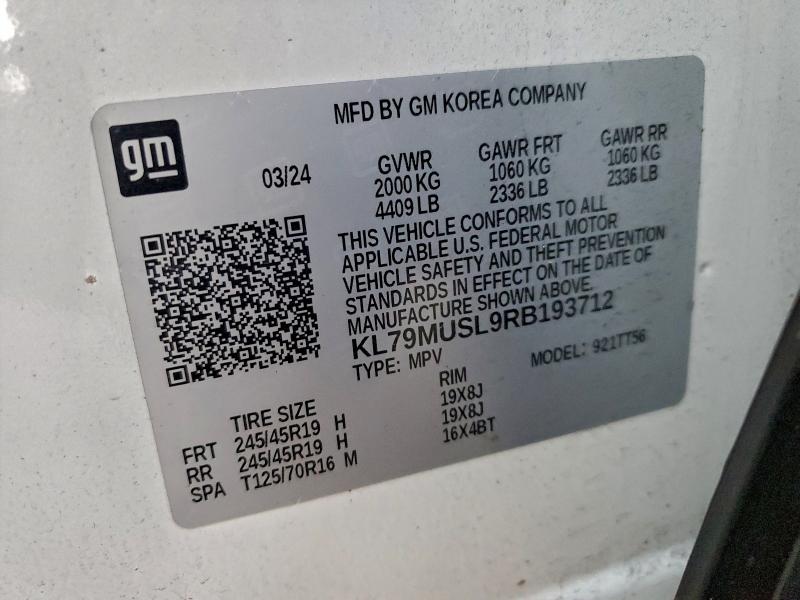 gm
MFD BY GM KOREA COMPANY
03/24
GVWR GAWR FRT GAWR RR
2000 KG 1060 KG 1060 KG
4409 LB 2336 LB 2336 LB
THIS VEHICLE CONFORMS TO ALL
APPLICABLE U.S. FEDERAL MOTOR
VEHICLE SAFETY AND THEFT PREVENTION
STANDARDS IN EFFECT ON THE DATE OF
MANUFACTURE SHOWN ABOVE.
KL79MUSL9RB193712
TYPE: MPV MODEL: 921TT56
TIRE SIZE RIM
FRT 245/45R19 H 19X8J
RR 245/45R19 H 19X8J
SPA T125/70R16 M 16X4BT